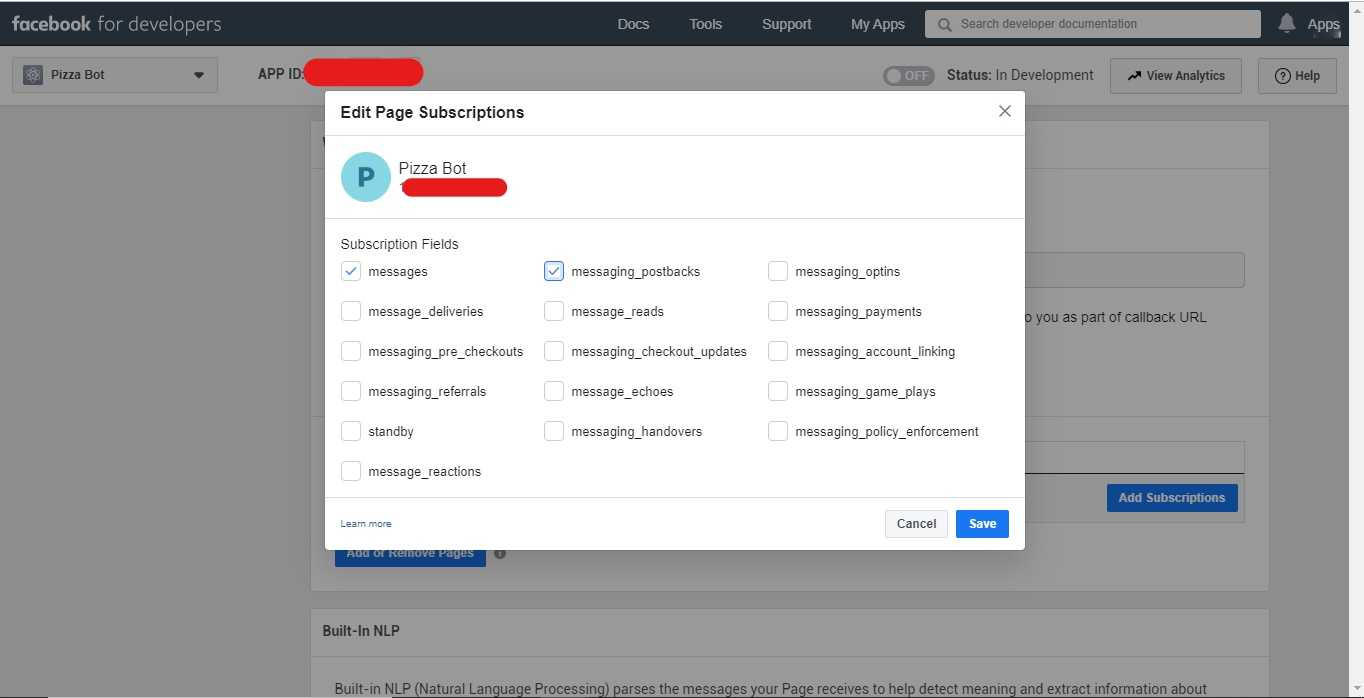 facebook for developers Docs Tools Support My Apps Search developer documentation Apps
Pizza Bot APP ID: OFF Status: In Development View Analytics ? Help
Edit Page Subscriptions
P Pizza Bot
Subscription Fields
messages messaging_postbacks messaging_optins
message_deliveries message_reads messaging_payments
o you as part of callback URL
messaging_pre_checkouts messaging_checkout_updates messaging_account_linking
messaging_referrals message_echoes messaging_game_plays
standby messaging_handovers messaging_policy_enforcement
message_reactions
Add Subscriptions
Learn more Cancel Save
Add or Remove Pages
Built-In NLP
Built-in NLP (Natural Language Processing) parses the messages your Page receives to help detect meaning and extract information about